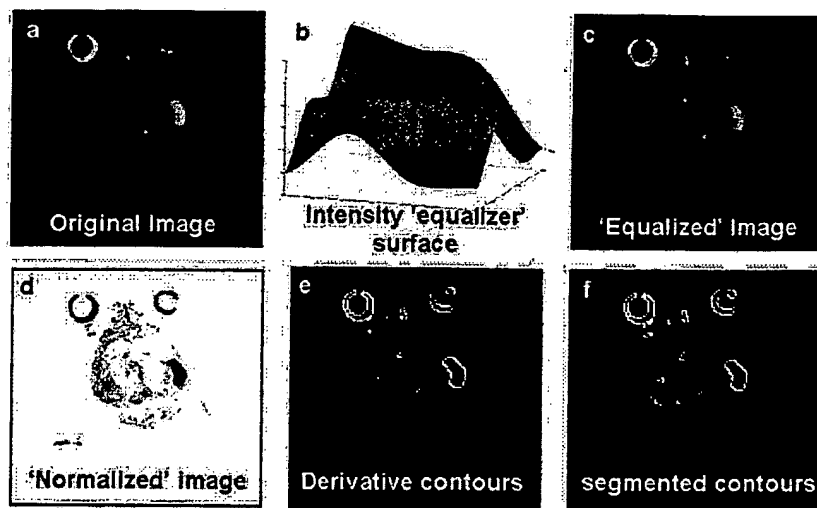 a
Original Image
b
Intensity 'equalizer'
surface
c
'Equalized' Image
d
'Normalized' image
e
Derivative contours
f
segmented contours